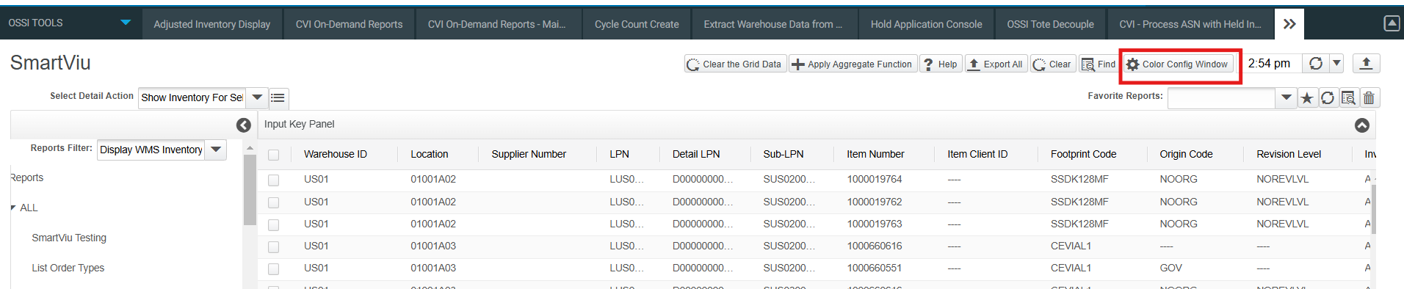 OSSI TOOLS Adjusted Inventory Display CVI On-Demand Reports CVI On-Demand Reports - Mai... Cycle Count Create Extract Warehouse Data from ... Hold Application Console OSSI Tote Decouple CVI - Process ASN with Held In...
SmartViu Clear the Grid Data Apply Aggregate Function Help Export All Clear Find Color Config Window 2:54 pm
Select Detail Action Show Inventory For Sel Favorite Reports:
Input Key Panel
Reports Filter: Display WMS Inventory
Warehouse ID Location Supplier Number LPN Detail LPN Sub-LPN Item Number Item Client ID Footprint Code Origin Code Revision Level Inv
US01 01001A02 LUS0... D00000000... SUS0200... 1000019764 ---- SSDK128MF NOORG NOREVLVL A
US01 01001A02 LUS0... D00000000... SUS0200... 1000019762 ---- SSDK128MF NOORG NOREVLVL A
US01 01001A02 LUS0... D00000000... SUS0200... 1000019763 ---- SSDK128MF NOORG NOREVLVL A
US01 01001A03 LUS0... D00000000... SUS0200... 1000660616 ---- CEVIAL1 ---- ---- A
US01 01001A03 LUS0... D00000000... SUS0200... 1000660551 ---- CEVIAL1 GOV ---- A
Reports
ALL
SmartViu Testing
List Order Types